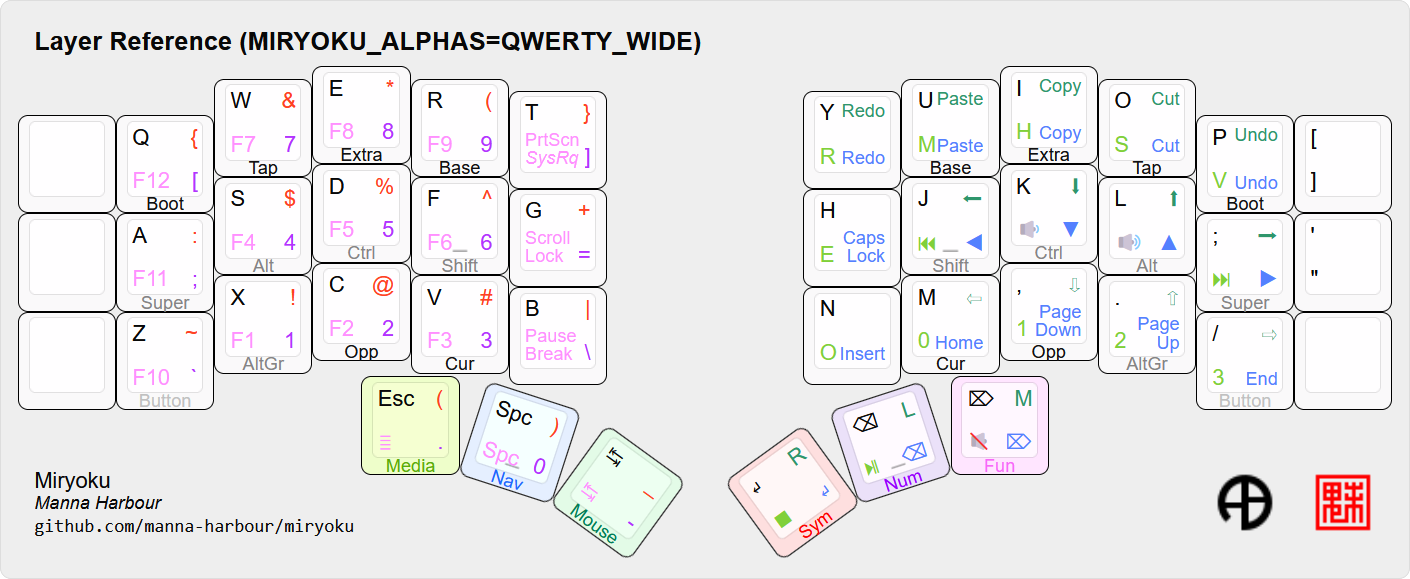 Layer Reference (MIRYOKU_ALPHAS=QWERTY_WIDE)
Q {
F12 [
Boot
W &
F7 7
Tap
E *
F8 8
Extra
R (
F9 9
Base
T }
PrtScn
SysRq ]
A :
F11 ;
Super
S $
F4 4
Alt
D %
F5 5
Ctrl
F ^
F6_ 6
Shift
G +
Scroll
Lock =
Z ~
F10 `
Button
X !
F1 1
AltGr
C @
F2 2
Opp
V #
F3 3
Cur
B |
Pause
Break \
Esc (
.
Media
Spc )
Spc_ 0
Nav
_
-
Mouse
Y Redo
R Redo
U Paste
M Paste
Base
I Copy
H Copy
Extra
O Cut
S Cut
Tap
P Undo
V Undo
Boot
[
]
H
Caps
E Lock
J ←
⏮ _ ◀
Shift
K ⬇
🔉 ▼
Ctrl
L ⬆
🔊 ▲
Alt
; →
⏭ ▶
Super
'
"
N
O Insert
M ⇦
0 Home
Cur
, ⇩
Page
1 Down
Opp
. ⇧
Page
2 Up
AltGr
/ ⇨
3 End
Button
R
Sym
⌫ L
⏯ _ ⌫
Num
⌦ M
⌦
Fun
Miryoku
Manna Harbour
github.com/manna-harbour/miryoku
魅